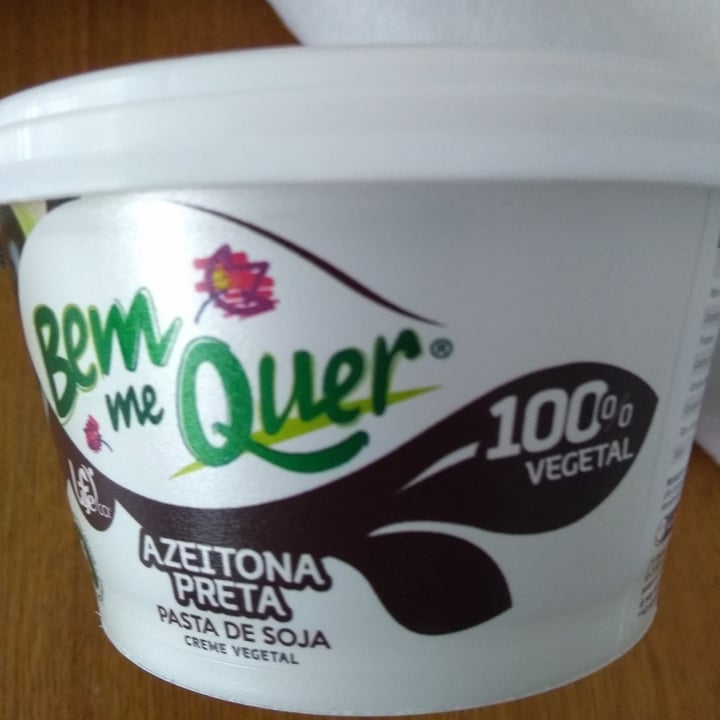 Bem
me
Quer®
100%
VEGETAL
AZEITONA
PRETA
PASTA DE SOJA
CREME VEGETAL